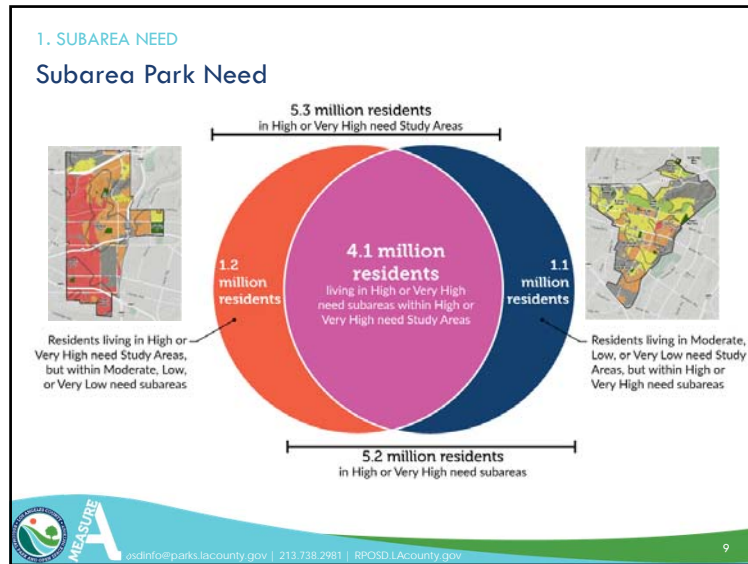 1. SUBAREA NEED
Subarea Park Need
5.3 million residents
in High or Very High need Study Areas
1.2
million
residents
4.1 million
residents
living in High or Very High
need subareas within High or
Very High need Study Areas
1.1
million
residents
Residents living in High or
Very High need Study Areas,
but within Moderate, Low,
or Very Low need subareas
Residents living in Moderate,
Low, or Very Low need Study
Areas, but within High or
Very High need subareas
5.2 million residents
in High or Very High need subareas
MEASURE
A
osdinfo@parks.lacounty.gov | 213.738.2981 | RPOSD.LAcounty.gov
9